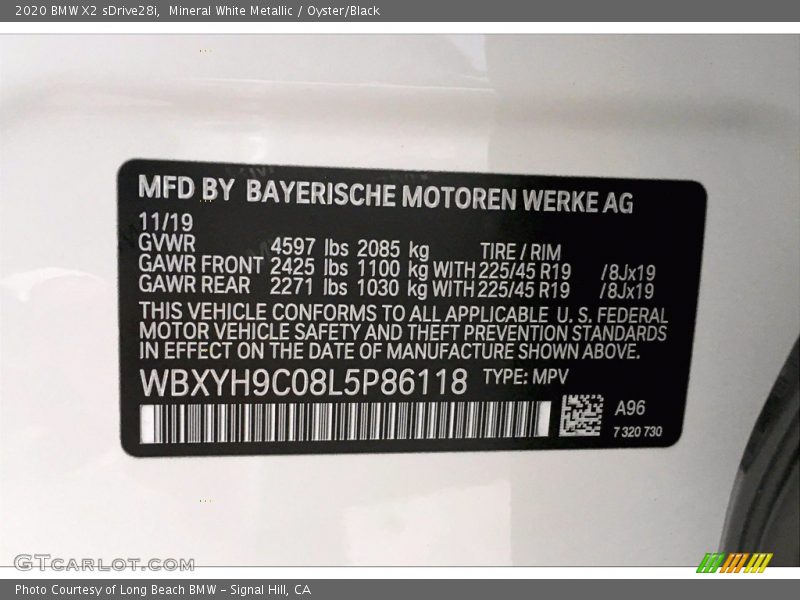 2020 BMW X2 sDrive28i, Mineral White Metallic / Oyster/Black
MFD BY BAYERISCHE MOTOREN WERKE AG
11/19
GVWR 4597 lbs 2085 kg TIRE / RIM
GAWR FRONT 2425 lbs 1100 kg WITH 225/45 R19 /8Jx19
GAWR REAR 2271 lbs 1030 kg WITH 225/45 R19 /8Jx19
THIS VEHICLE CONFORMS TO ALL APPLICABLE U. S. FEDERAL
MOTOR VEHICLE SAFETY AND THEFT PREVENTION STANDARDS
IN EFFECT ON THE DATE OF MANUFACTURE SHOWN ABOVE.
WBXYH9C08L5P86118 TYPE: MPV
A96
7 320 730
GTCARLOT.COM
Photo Courtesy of Long Beach BMW - Signal Hill, CA